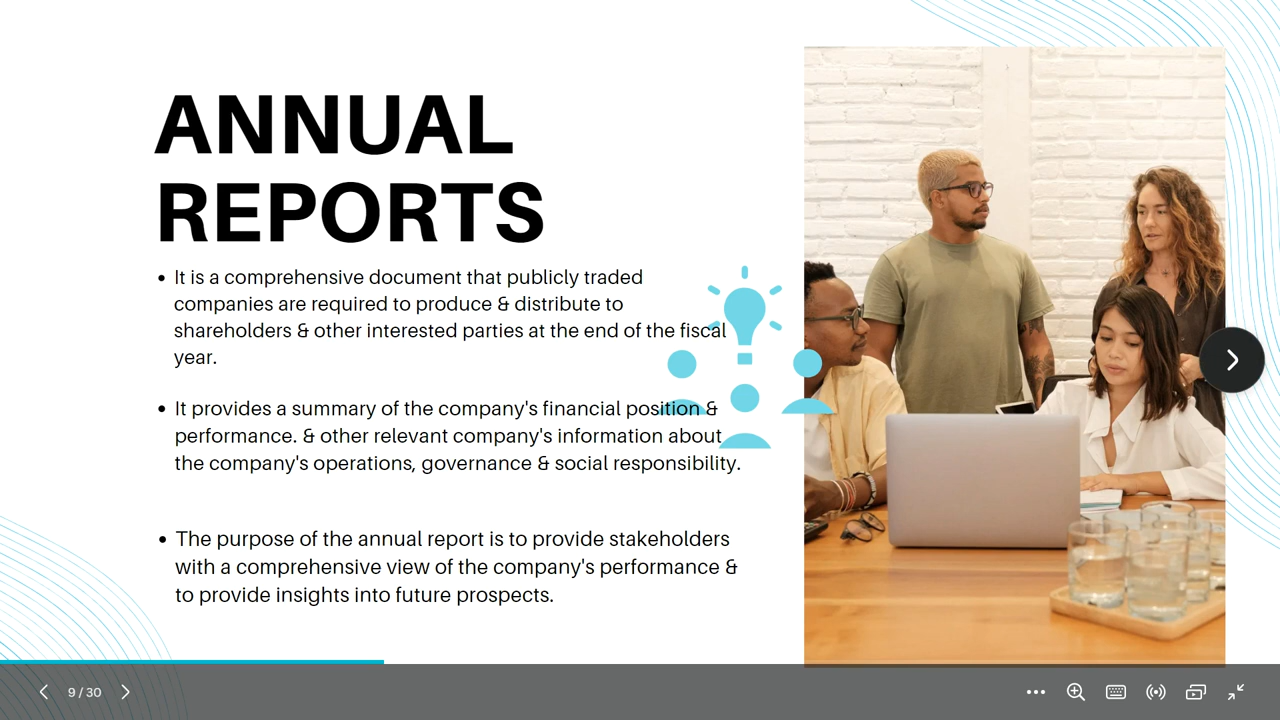 ANNUAL
REPORTS
• It is a comprehensive document that publicly traded
companies are required to produce & distribute to
shareholders & other interested parties at the end of the fiscal
year.
• It provides a summary of the company's financial position &
performance. & other relevant company's information about
the company's operations, governance & social responsibility.
• The purpose of the annual report is to provide stakeholders
with a comprehensive view of the company's performance &
to provide insights into future prospects.
9 / 30